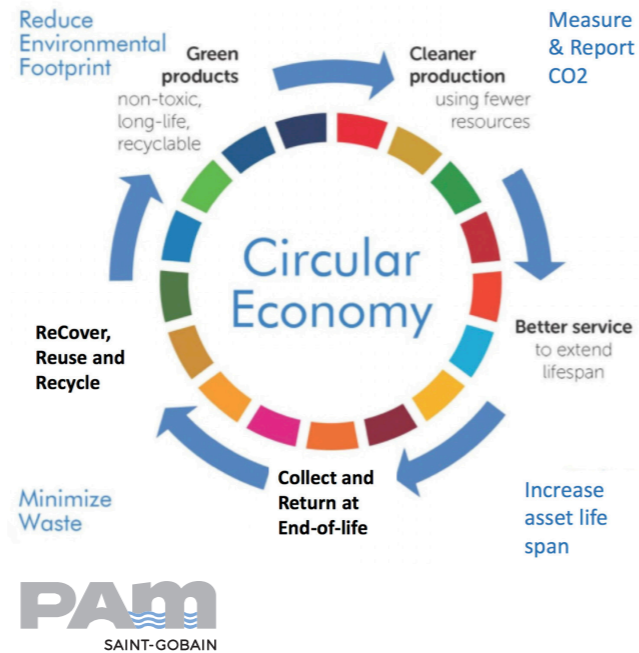 Reduce
Environmental
Footprint
Green
products
non-toxic,
long-life,
recyclable
Cleaner
production
using fewer
resources
Measure
& Report
CO2
Circular
Economy
Better service
to extend
lifespan
ReCover,
Reuse and
Recycle
Collect and
Return at
End-of-life
Minimize
Waste
Increase
asset life
span
PAM
SAINT-GOBAIN